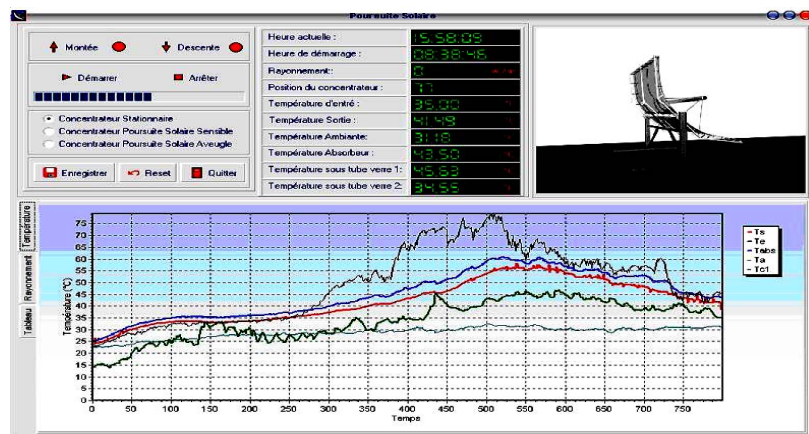 Poursuite Solaire
Montée
Descente
Démarrer
Arrêter
Concentrateur Stationnaire
Concentrateur Poursuite Solaire Sensible
Concentrateur Poursuite Solaire Aveugle
Enregistrer
Reset
Quitter
Heure actuelle : 15:58:09
Heure de démarrage : 08:38:46
Rayonnement: 0
Position du concentrateur : 77
Température d'entré : 35.00
Température Sortie : 41.49
Température Ambiante: 31.16
Température Absorbeur : 43.50
Température sous tube verre 1: 45.63
Température sous tube verre 2: 34.55
Température
Rayonnement
Tableau
Température (°C)
75
70
65
60
55
50
45
40
35
30
25
20
15
10
5
0
0 50 100 150 200 250 300 350 400 450 500 550 600 650 700 750
Temps
Ts
Te
Tabs
Ta
Tc1